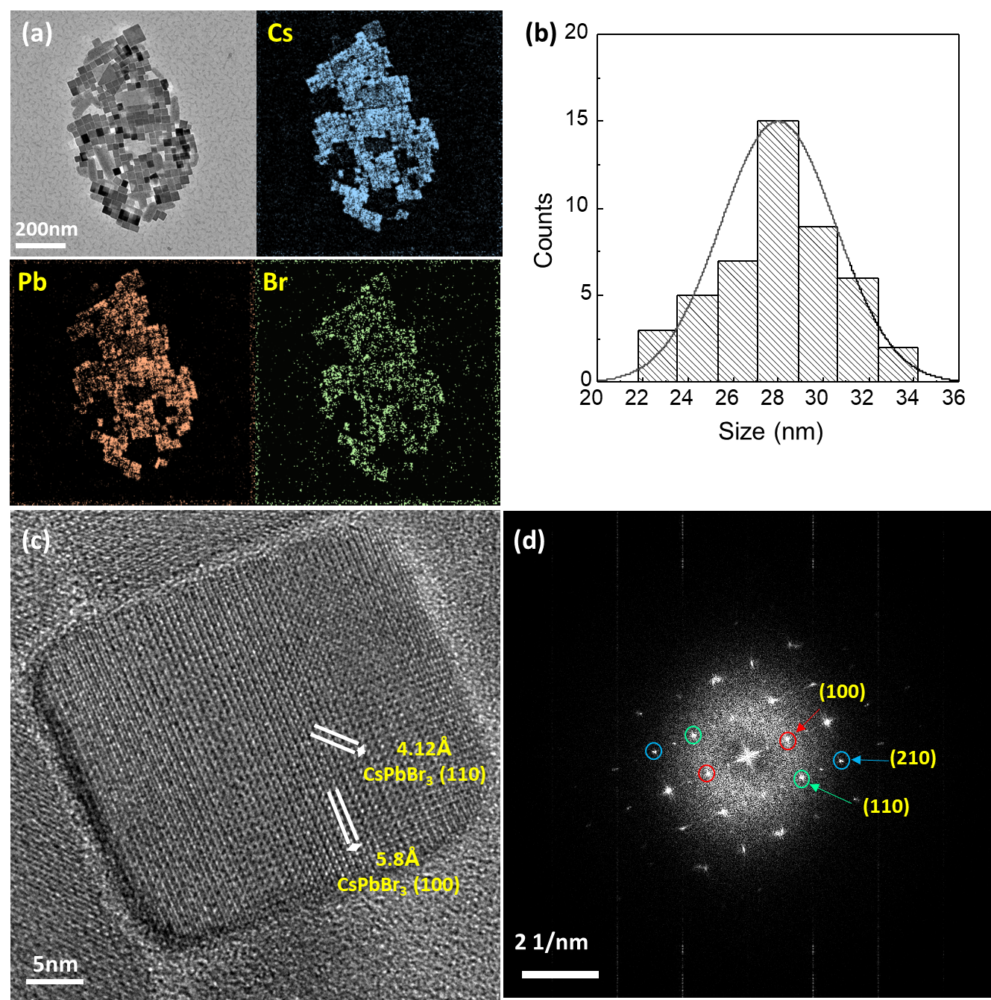 (a)
Cs
200nm
Pb
Br
(b)
20
15
10
5
0
Counts
20 22 24 26 28 30 32 34 36
Size (nm)
(c)
4.12Å
CsPbBr₃ (110)
5.8Å
CsPbBr₃ (100)
5nm
(d)
(100)
(210)
(110)
2 1/nm